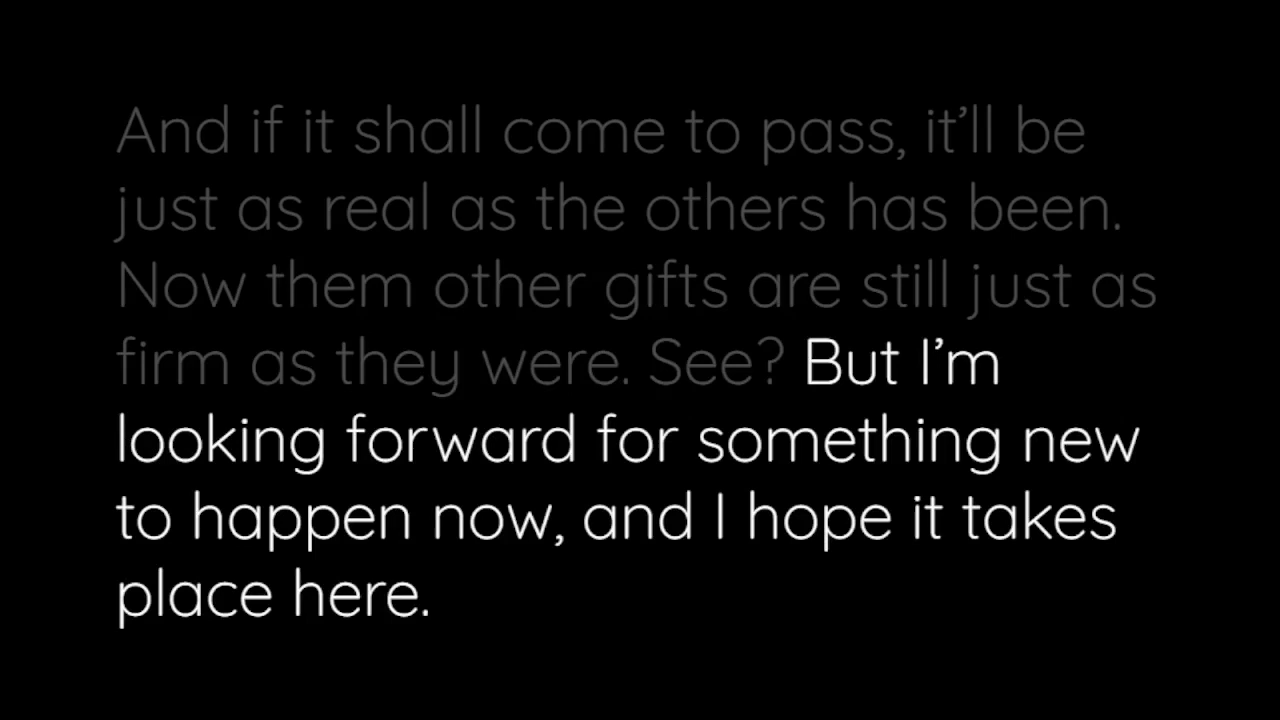 And if it shall come to pass, it’ll be
just as real as the others has been.
Now them other gifts are still just as
firm as they were. See? But I’m
looking forward for something new
to happen now, and I hope it takes
place here.